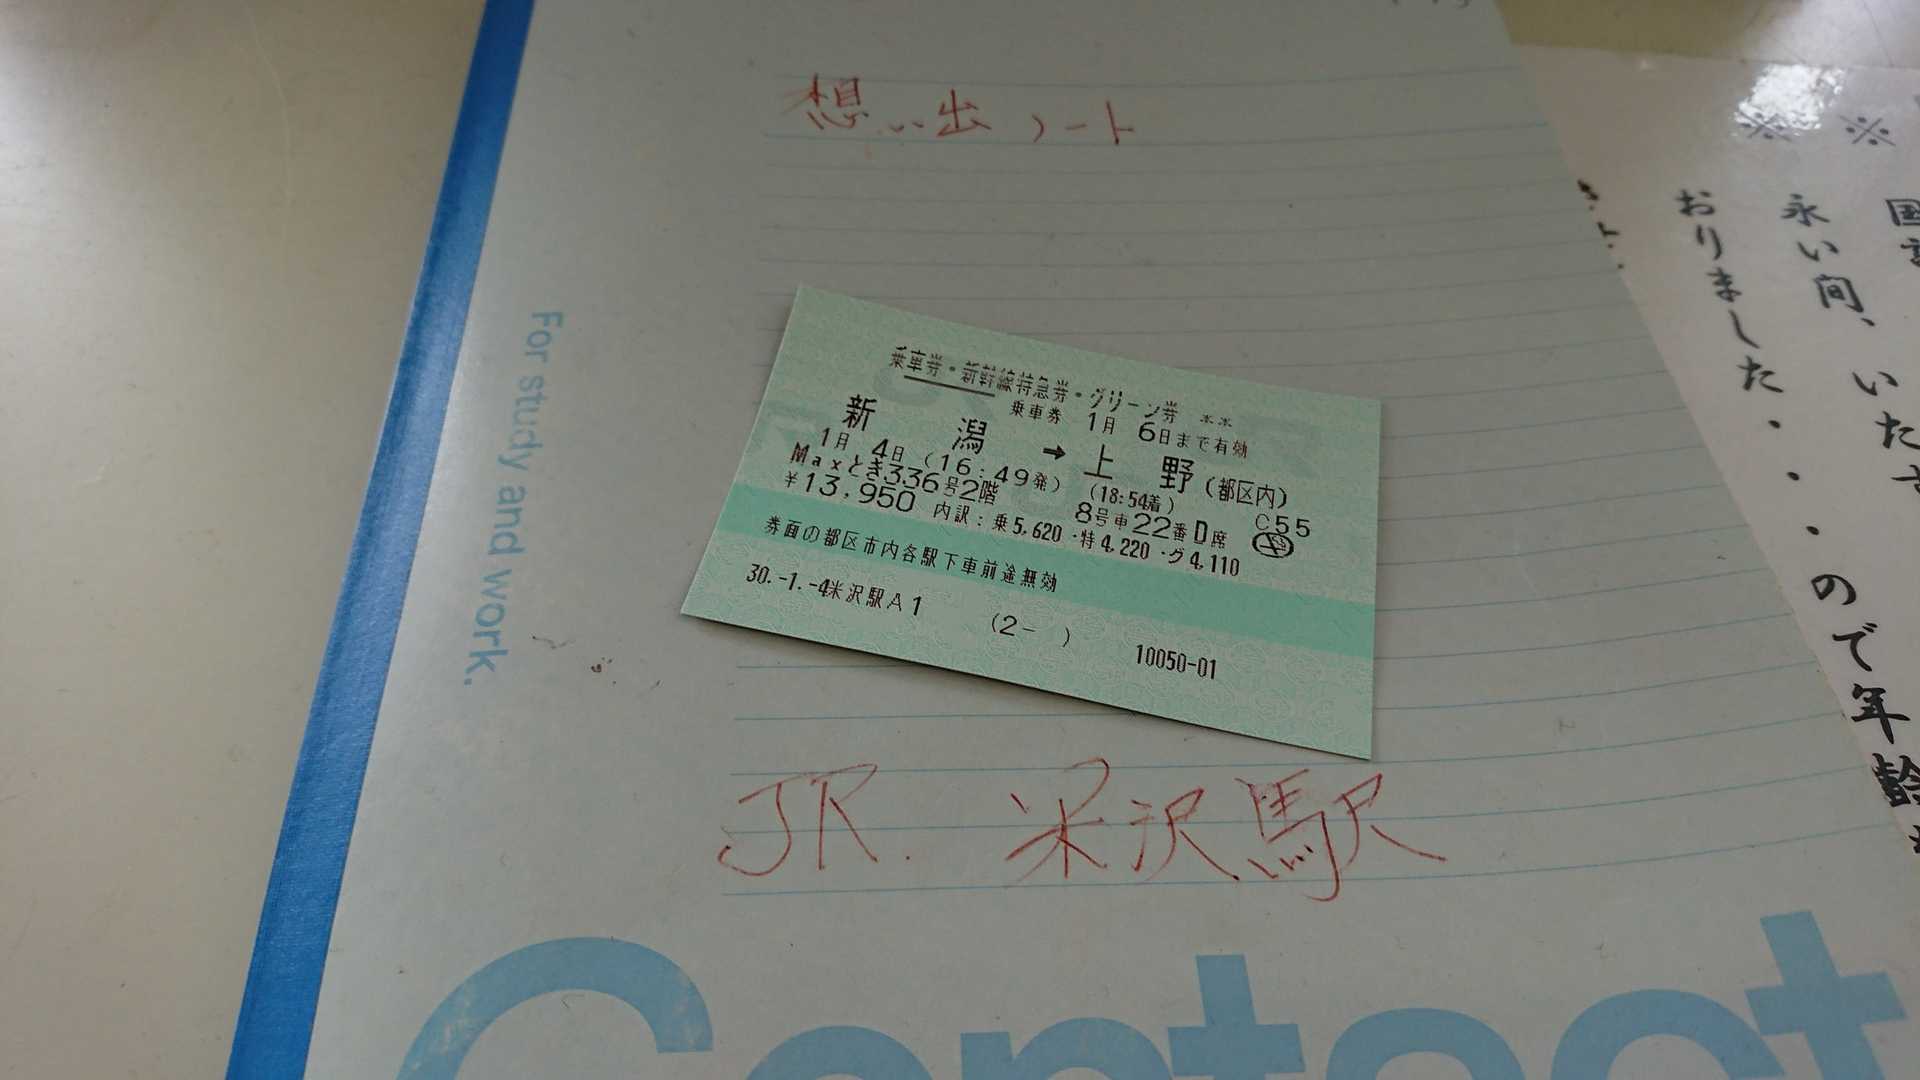 想い出ノート
For study and work.
乗車券・新幹線特急券・グリーン券 **
乗車券 1月 6日まで有効
新 潟 → 上 野 (都区内)
1月 4日 (16:49発) (18:54着) C55
Maxとき336号2階 8号車22番D席
¥13,950 内訳:乗5,620・特4,220・グ4,110
券面の都区市内各駅下車前途無効
30.-1.-4米沢駅A1 (2- ) 10050-01
JR. 米沢駅
Contact
※
※
永い間、いた
おりました・・・・ので年齢